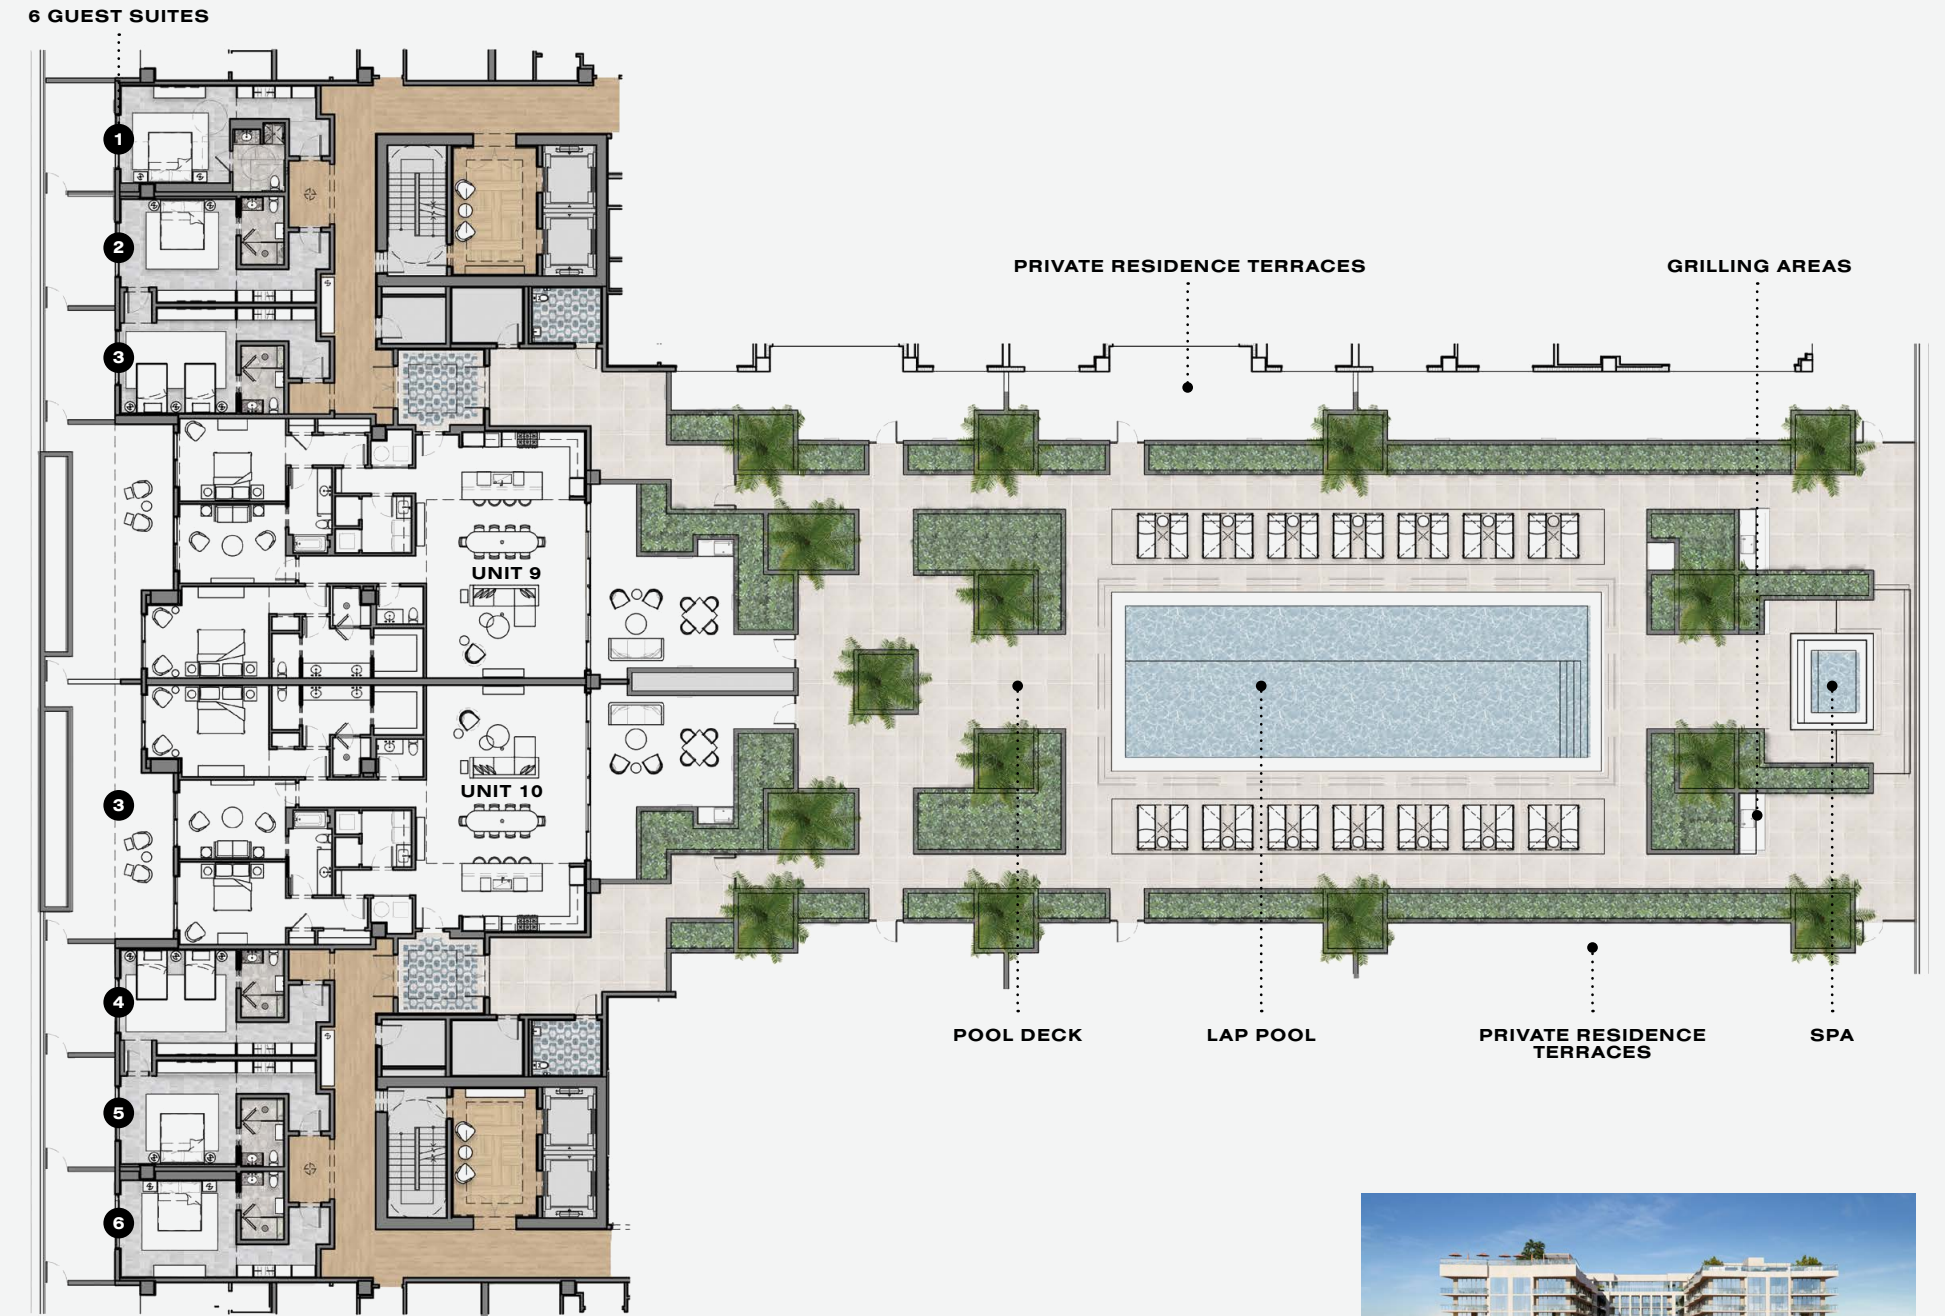 6 GUEST SUITES
1
2
3
PRIVATE RESIDENCE TERRACES
GRILLING AREAS
UNIT 9
UNIT 10
3
4
5
6
POOL DECK
LAP POOL
PRIVATE RESIDENCE
TERRACES
SPA